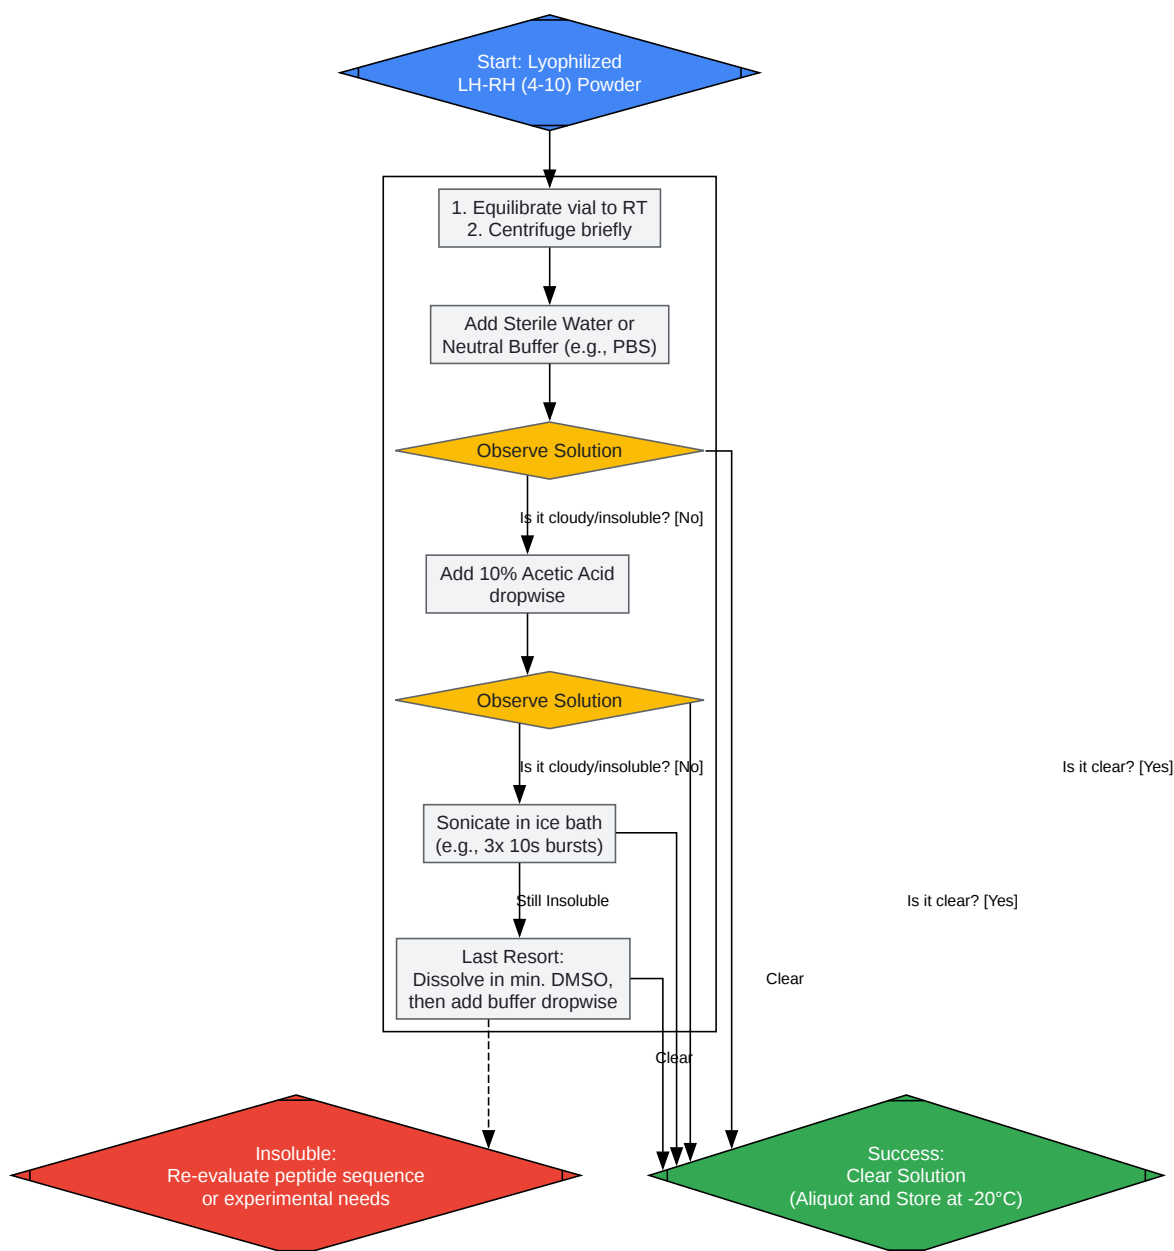 Start: Lyophilized
LH-RH (4-10) Powder
1. Equilibrate vial to RT
2. Centrifuge briefly
Add Sterile Water or
Neutral Buffer (e.g., PBS)
Observe Solution
Is it cloudy/insoluble? [No]
Add 10% Acetic Acid
dropwise
Observe Solution
Is it cloudy/insoluble? [No]
Is it clear? [Yes]
Sonicate in ice bath
(e.g., 3x 10s bursts)
Still Insoluble
Is it clear? [Yes]
Last Resort:
Dissolve in min. DMSO,
then add buffer dropwise
Clear
Clear
Insoluble:
Re-evaluate peptide sequence
or experimental needs
Success:
Clear Solution
(Aliquot and Store at -20°C)